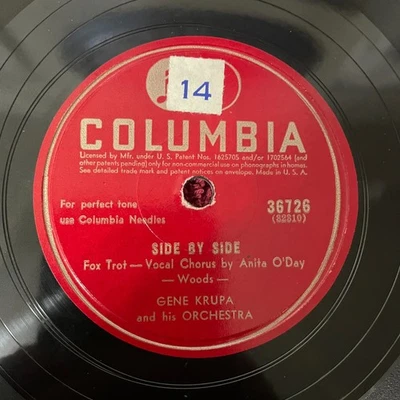 14
COLUMBIA
Licensed by Mfr. under U. S. Patent Nos. 1625705 and/or 1702564 (and
other patents pending) only for non-commercial use on phonographs in homes.
See detailed trade mark and patent notices on envelope. Made in U. S. A.
For perfect tone
use Columbia Needles
36726
(82810)
SIDE BY SIDE
Fox Trot — Vocal Chorus by Anita O'Day
— Woods —
GENE KRUPA
and his ORCHESTRA